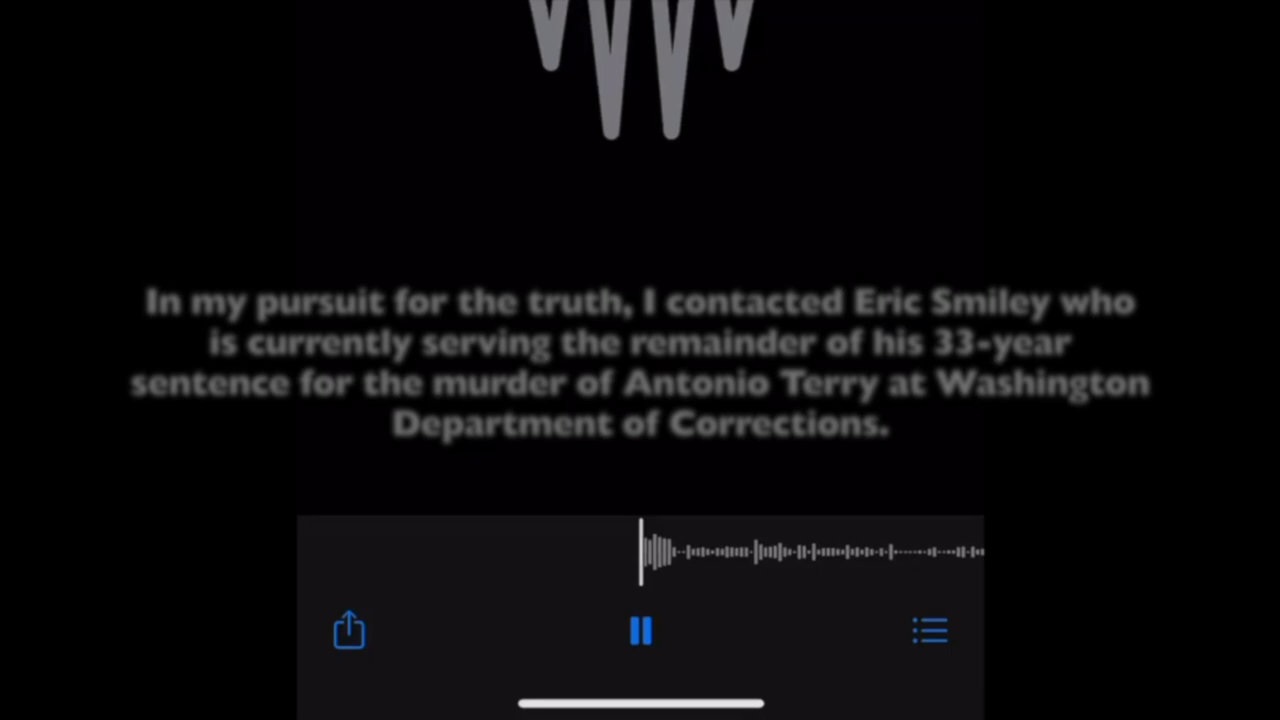 In my pursuit for the truth, I contacted Eric Smiley who
is currently serving the remainder of his 33-year
sentence for the murder of Antonio Terry at Washington
Department of Corrections.